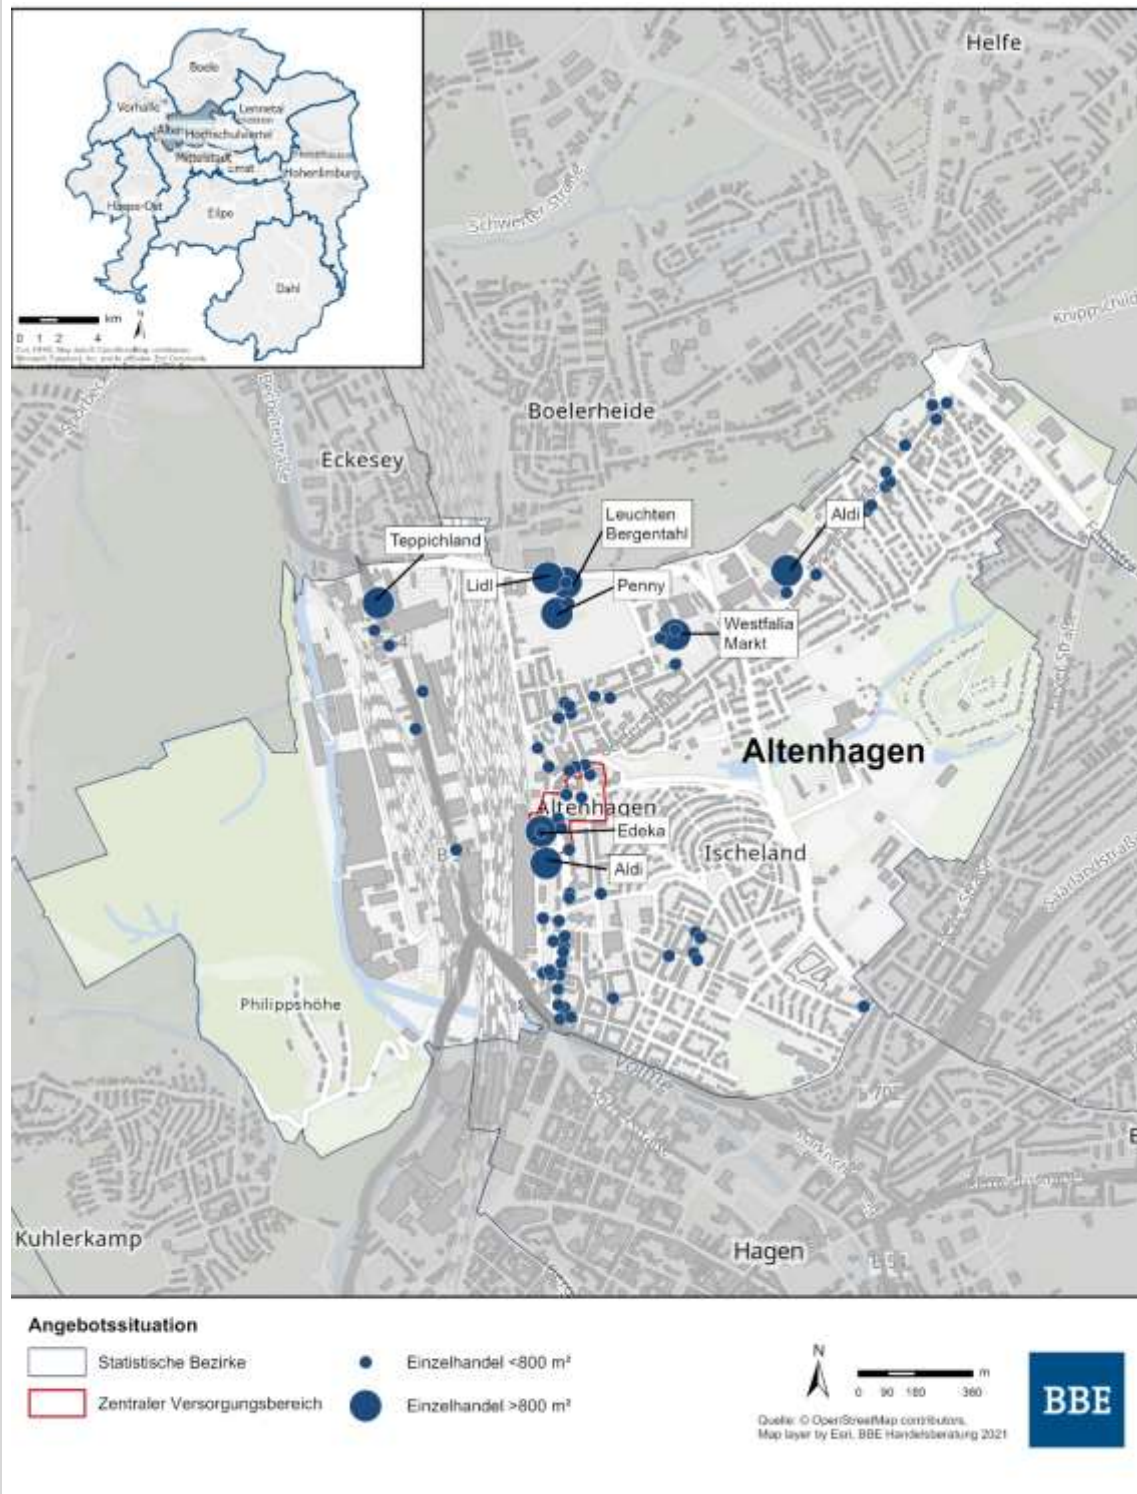 Boele
Vorhalle
Lennetal
Hochschulviertel
Mittelstadt
Hohenlimburg
Haspe-Ost
Eilpe
Dahl
km
N
0 1 2 4
Helfe
Schwerter Straße
Boelerheide
Eckesey
Leuchten
Bergentahl
Aldi
Teppichland
Lidl
Penny
Westfalia
Markt
Altenhagen
Altenhagen
Edeka
Ischeland
Aldi
Philippshöhe
Volme
Kuhlerkamp
Hagen
Angebotssituation
Statistische Bezirke
Einzelhandel <800 m²
Zentraler Versorgungsbereich
Einzelhandel >800 m²
N
m
0 90 180 360
Quelle: © OpenStreetMap contributors,
Map layer by Esri, BBE Handelsberatung 2021
BBE